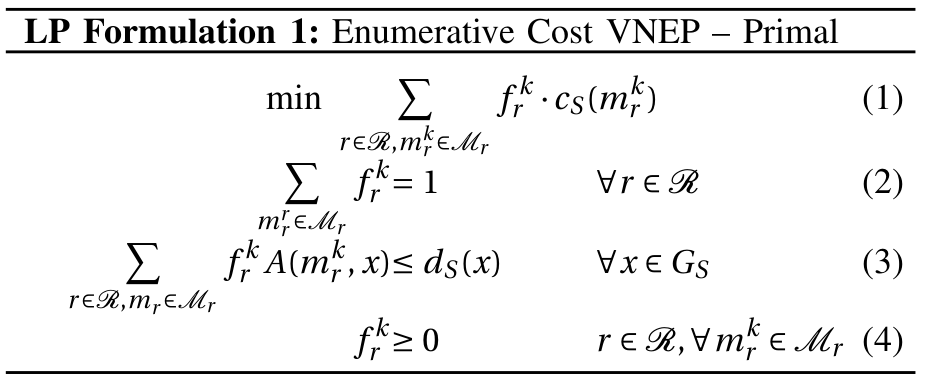 LP Formulation 1: Enumerative Cost VNEP – Primal
min ∑_{r∈ℛ, m_r^k∈ℳ_r} f_r^k · c_S(m_r^k) (1)
∑_{m_r^r∈ℳ_r} f_r^k = 1 ∀r ∈ ℛ (2)
∑_{r∈ℛ, m_r∈ℳ_r} f_r^k A(m_r^k, x) ≤ d_S(x) ∀x ∈ G_S (3)
f_r^k ≥ 0 r ∈ ℛ, ∀m_r^k ∈ ℳ_r (4)